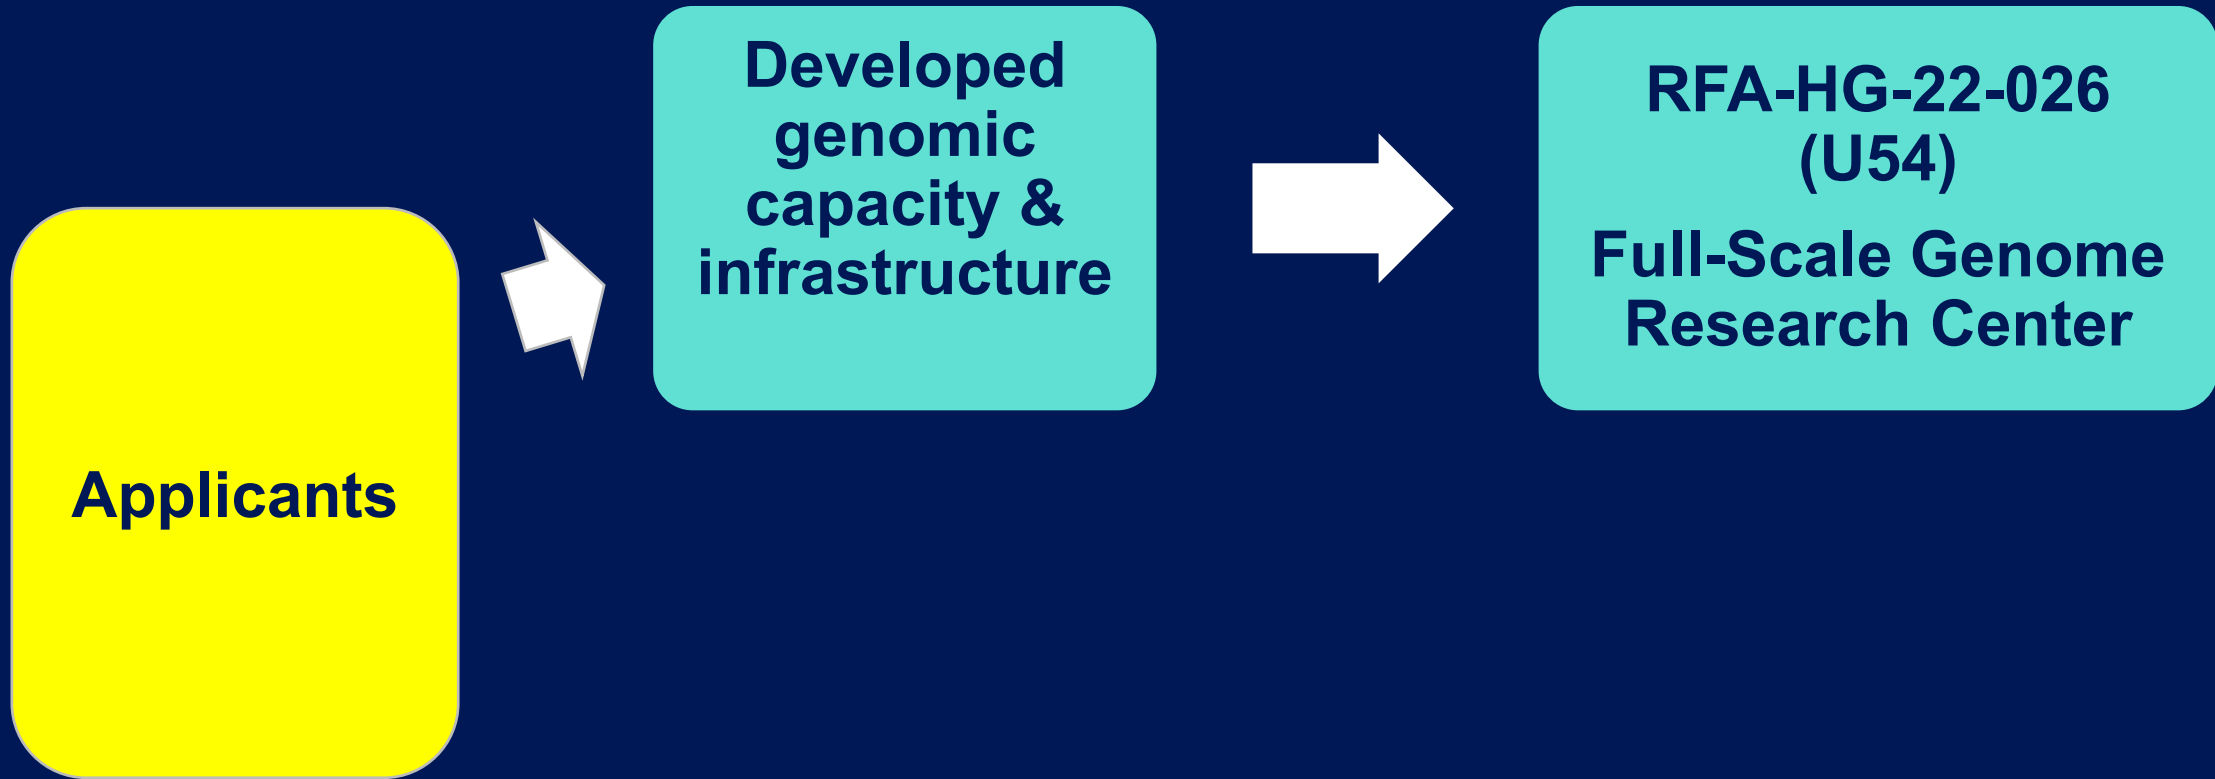 Applicants
Developed
genomic
capacity &
infrastructure
RFA-HG-22-026
(U54)
Full-Scale Genome
Research Center